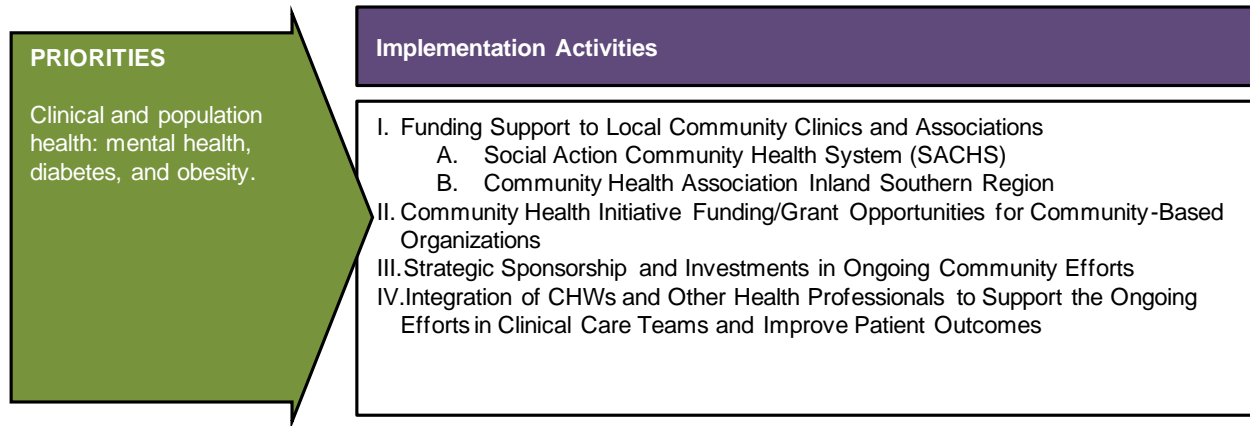 PRIORITIES
Clinical and population
health: mental health,
diabetes, and obesity.
Implementation Activities
I. Funding Support to Local Community Clinics and Associations
A. Social Action Community Health System (SACHS)
B. Community Health Association Inland Southern Region
II. Community Health Initiative Funding/Grant Opportunities for Community-Based
Organizations
III.Strategic Sponsorship and Investments in Ongoing Community Efforts
IV.Integration of CHWs and Other Health Professionals to Support the Ongoing
Efforts in Clinical Care Teams and Improve Patient Outcomes